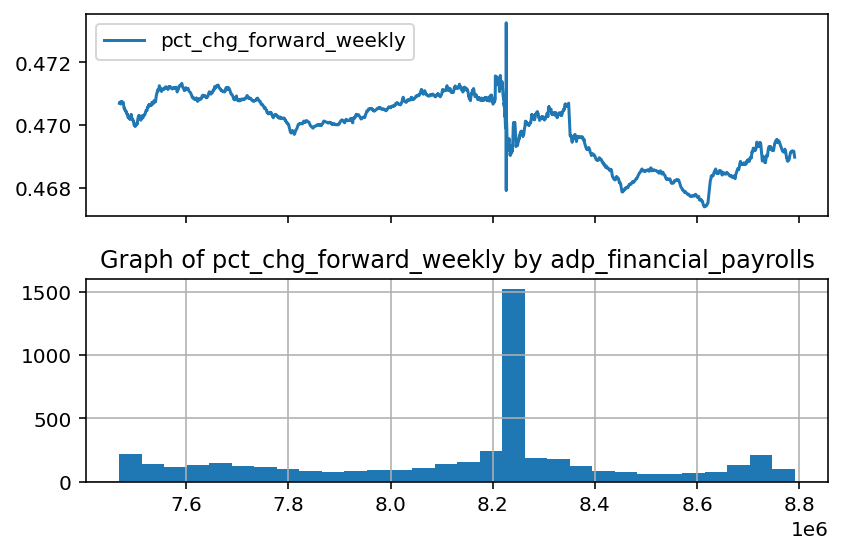 pct_chg_forward_weekly
0.472
0.470
0.468
Graph of pct_chg_forward_weekly by adp_financial_payrolls
1500
1000
500
0
7.6 7.8 8.0 8.2 8.4 8.6 8.8
1e6